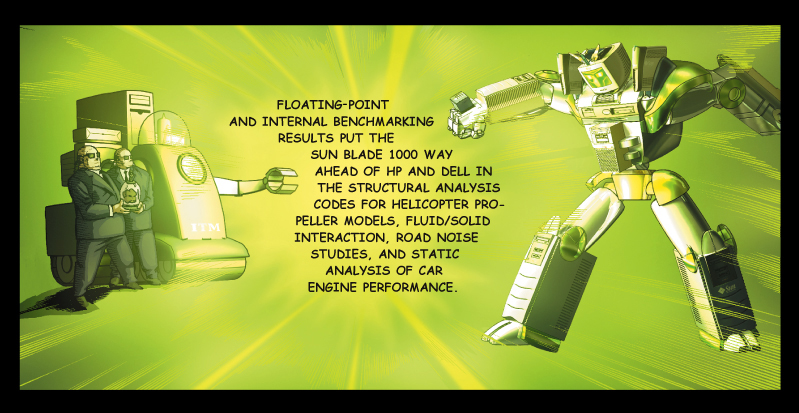 FLOATING-POINT
AND INTERNAL BENCHMARKING
RESULTS PUT THE
SUN BLADE 1000 WAY
AHEAD OF HP AND DELL IN
THE STRUCTURAL ANALYSIS
CODES FOR HELICOPTER PRO-
PELLER MODELS, FLUID/SOLID
INTERACTION, ROAD NOISE
STUDIES, AND STATIC
ANALYSIS OF CAR
ENGINE PERFORMANCE.
ITM
Sun